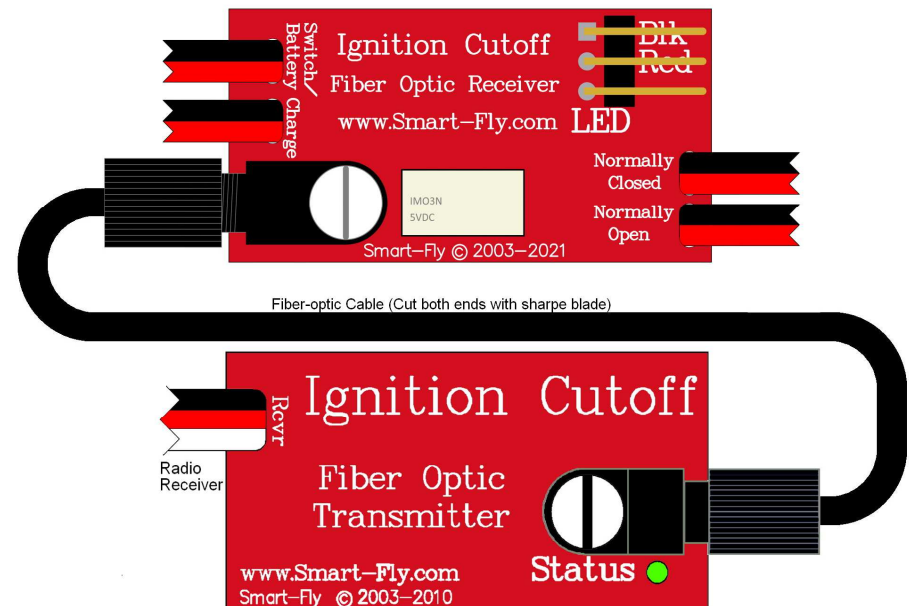 Switch/
Battery Charge
Ignition Cutoff
Fiber Optic Receiver
www.Smart-Fly.com
Blk
Red
LED
Normally
Closed
Normally
Open
IMO3N
5VDC
Smart-Fly © 2003-2021
Fiber-optic Cable (Cut both ends with sharpe blade)
Rcvr
Radio
Receiver
Ignition Cutoff
Fiber Optic
Transmitter
www.Smart-Fly.com
Status
Smart-Fly © 2003-2010